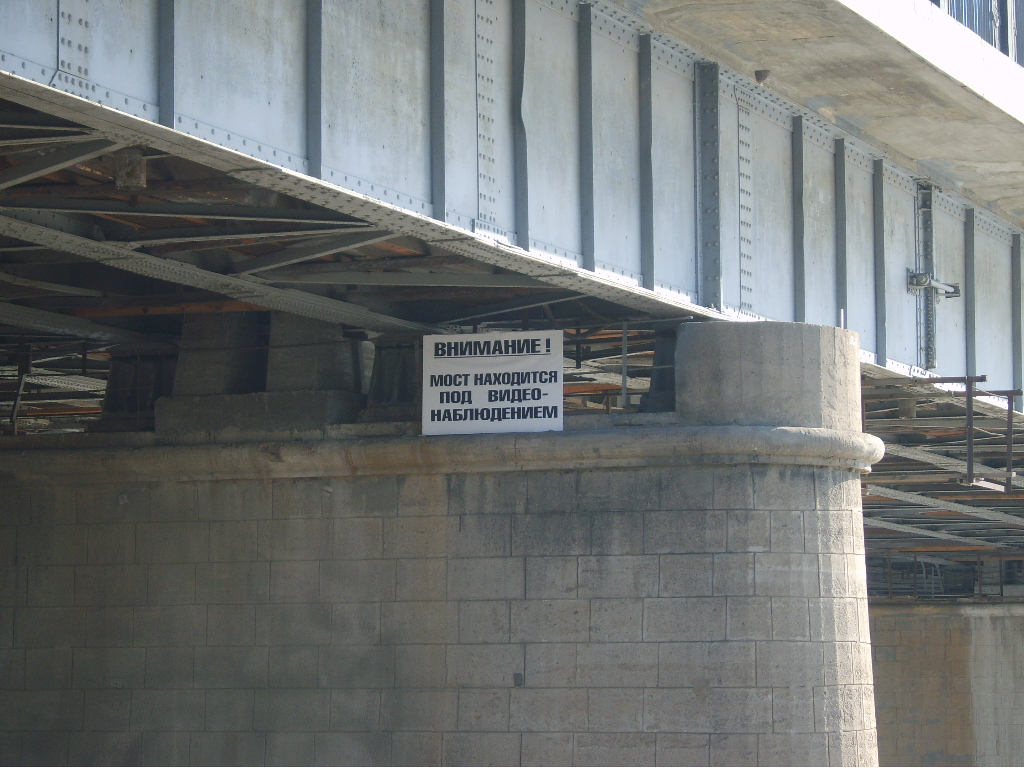 ВНИМАНИЕ!
МОСТ НАХОДИТСЯ
ПОД ВИДЕО-
НАБЛЮДЕНИЕМ